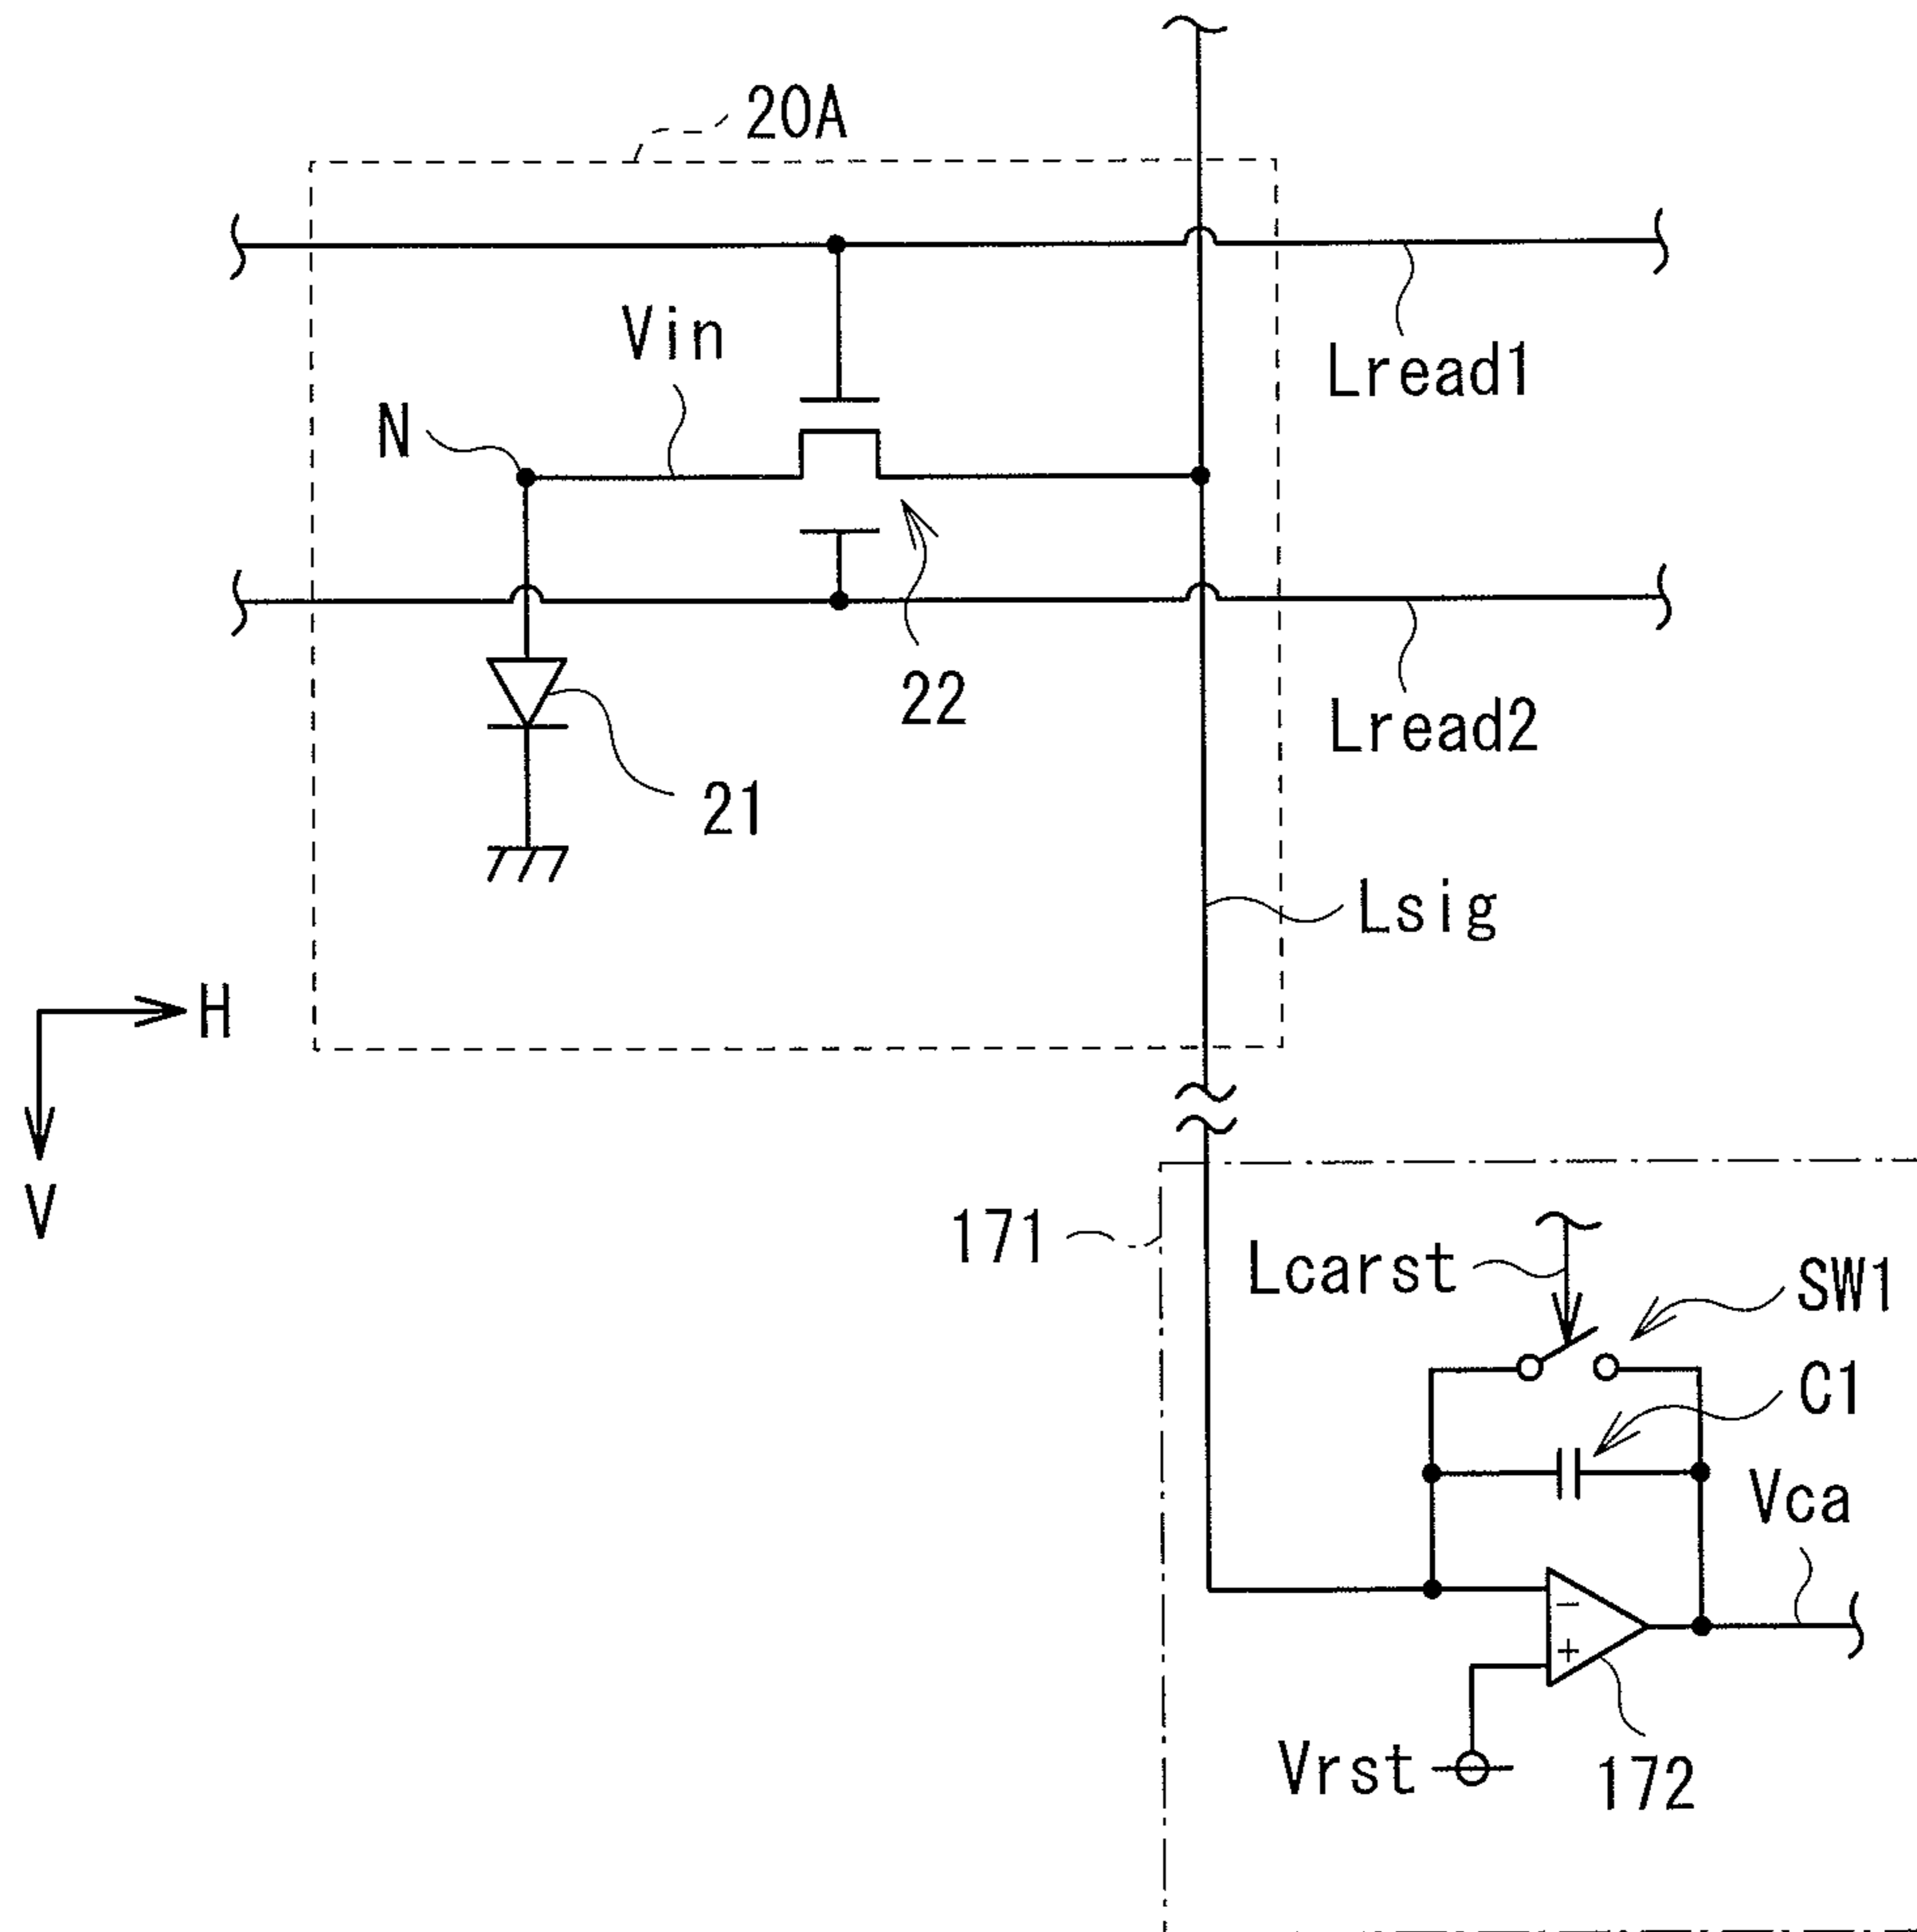 20A
Vin
Lread1
N
22
Lread2
21
Lsig
H
V
171
Lcarst
SW1
C1
Vca
−
+
Vrst
172